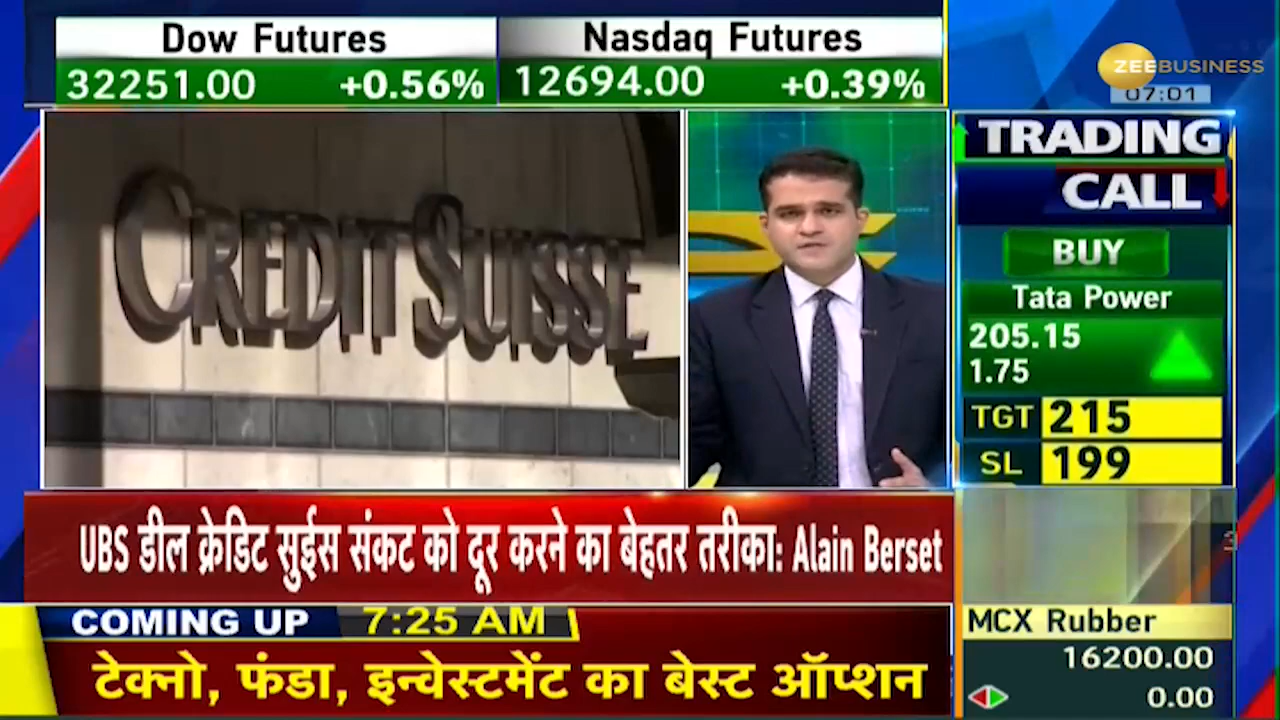 Dow Futures
32251.00 +0.56%
Nasdaq Futures
12694.00 +0.39%
ZEEBUSINESS
07:01
CREDIT SUISSE
TRADING
CALL
BUY
Tata Power
205.15
1.75
TGT 215
SL 199
UBS डील क्रेडिट सुईस संकट को दूर करने का बेहतर तरीका: Alain Berset
COMING UP 7:25 AM
टेक्नो, फंडा, इन्वेस्टमेंट का बेस्ट ऑप्शन
MCX Rubber
16200.00
0.00